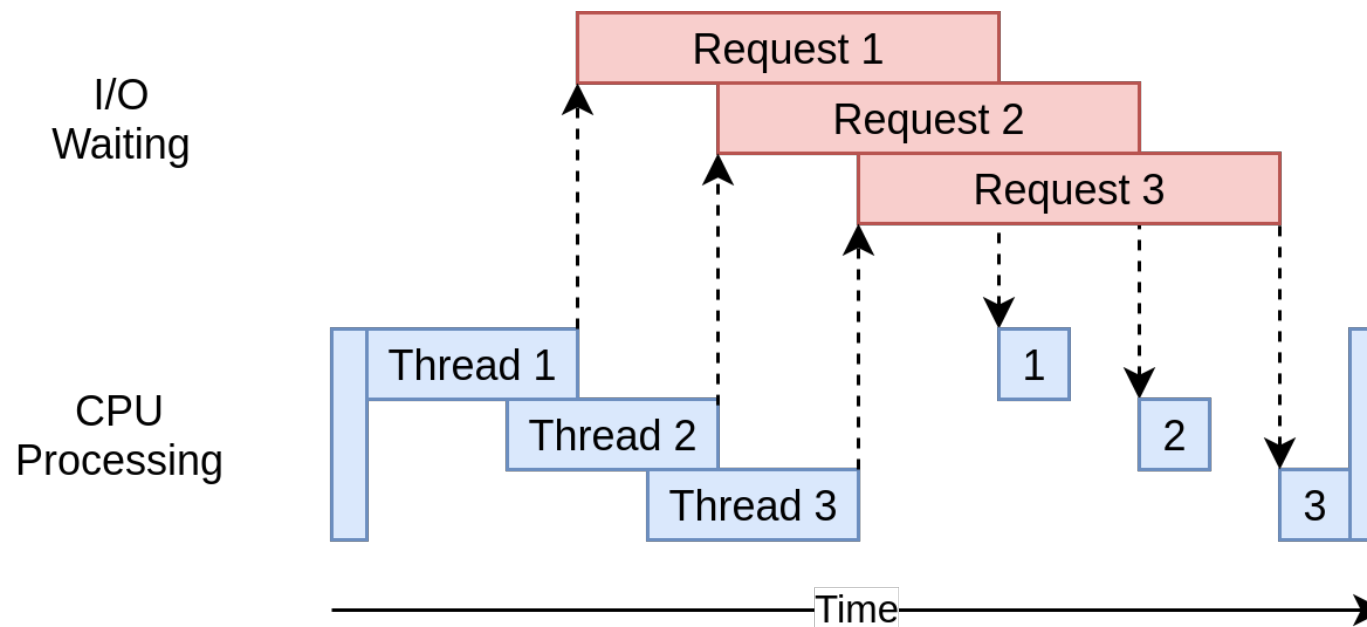 Request 1
I/O
Waiting
Request 2
Request 3
Thread 1
1
CPU
Processing
Thread 2
2
Thread 3
3
Time